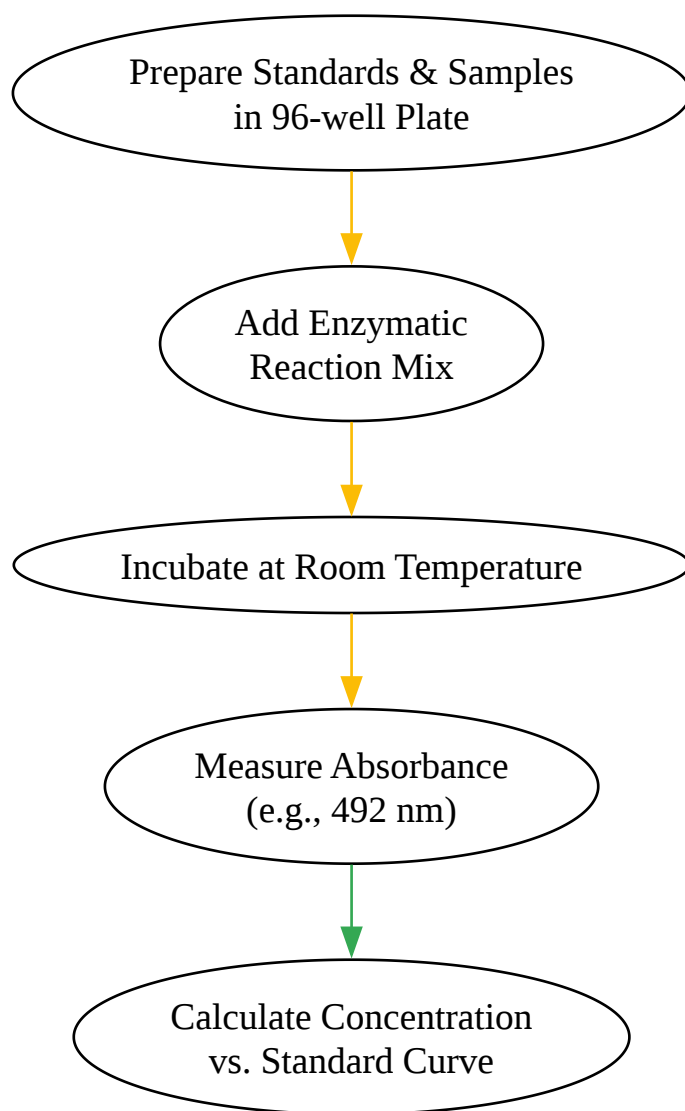 Prepare Standards & Samples
in 96-well Plate
Add Enzymatic
Reaction Mix
Incubate at Room Temperature
Measure Absorbance
(e.g., 492 nm)
Calculate Concentration
vs. Standard Curve